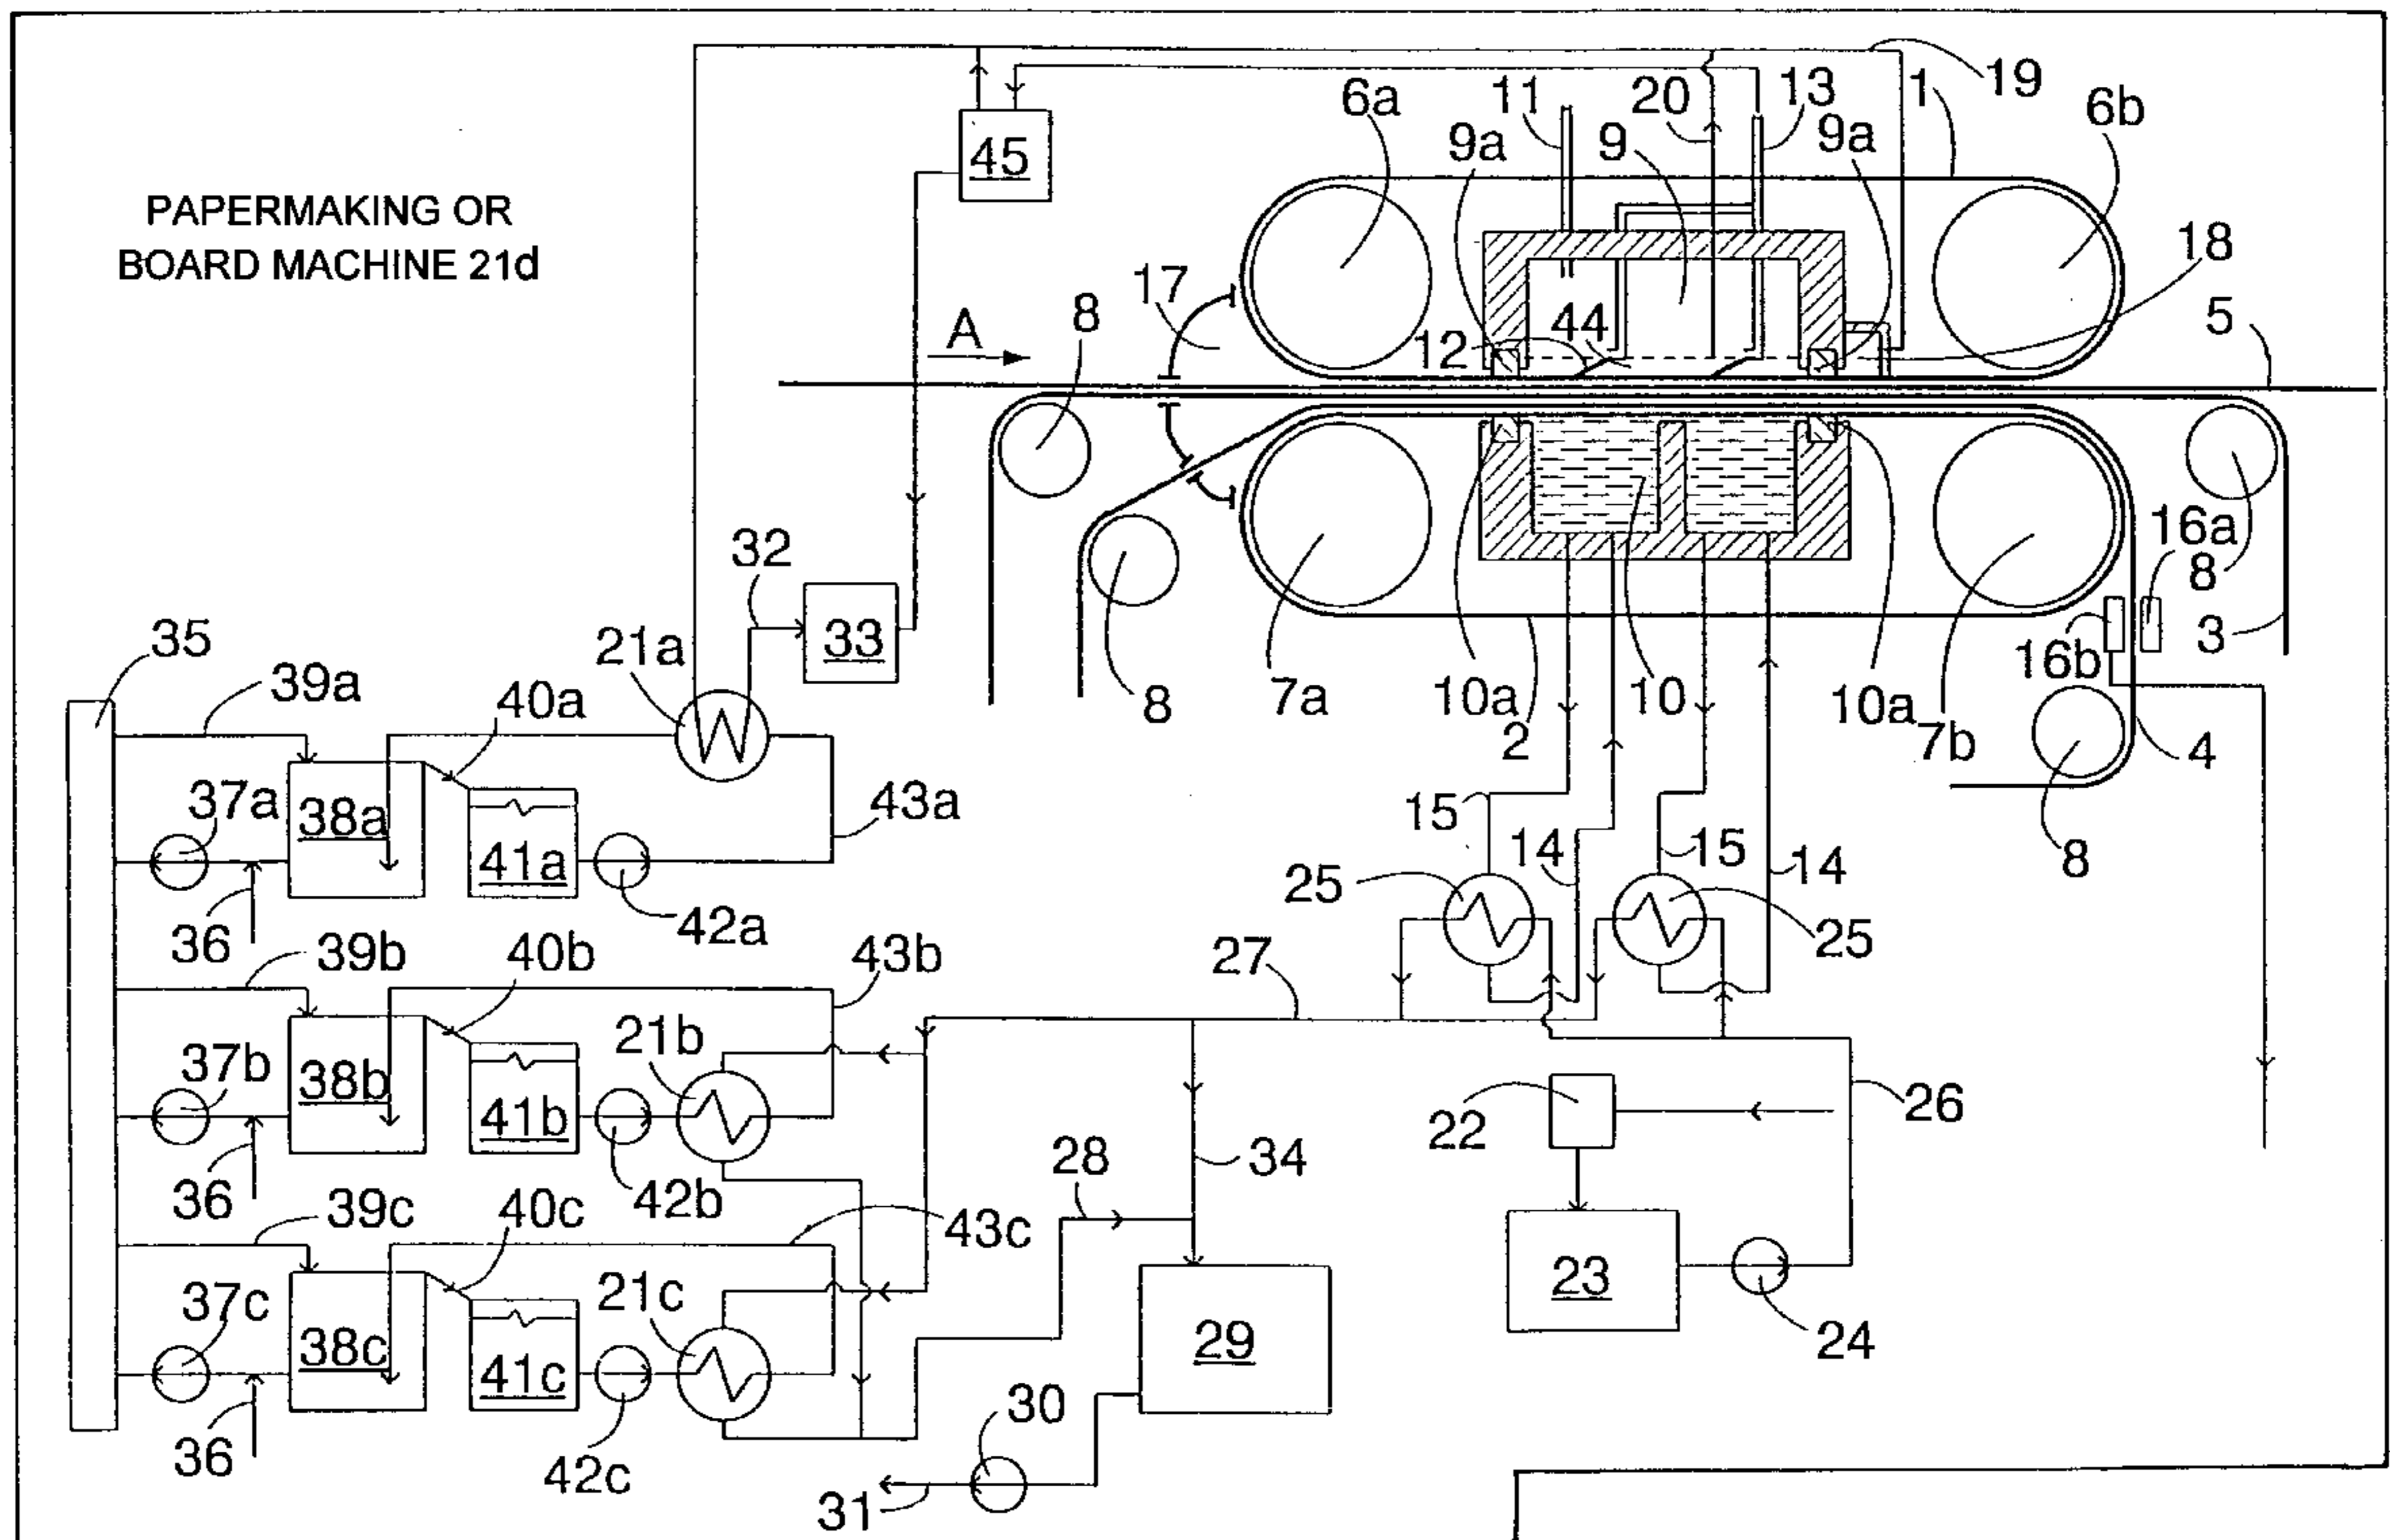 19
11
20
13
1
6a
6b
9a
9
9a
45
PAPERMAKING OR
BOARD MACHINE 21d
18
17
8
A
12
44
5
32
16a
8
33
35
21a
3
16b
39a
40a
8
7a
10a
2
10
10a
7b
4
37a
38a
43a
15
15
41a
14
14
8
25
36
42a
25
39b
40b
43b
27
37b
38b
21b
22
26
41b
28
34
36
42b
39c
40c
43c
37c
38c
21c
23
41c
29
24
36
42c
30
31